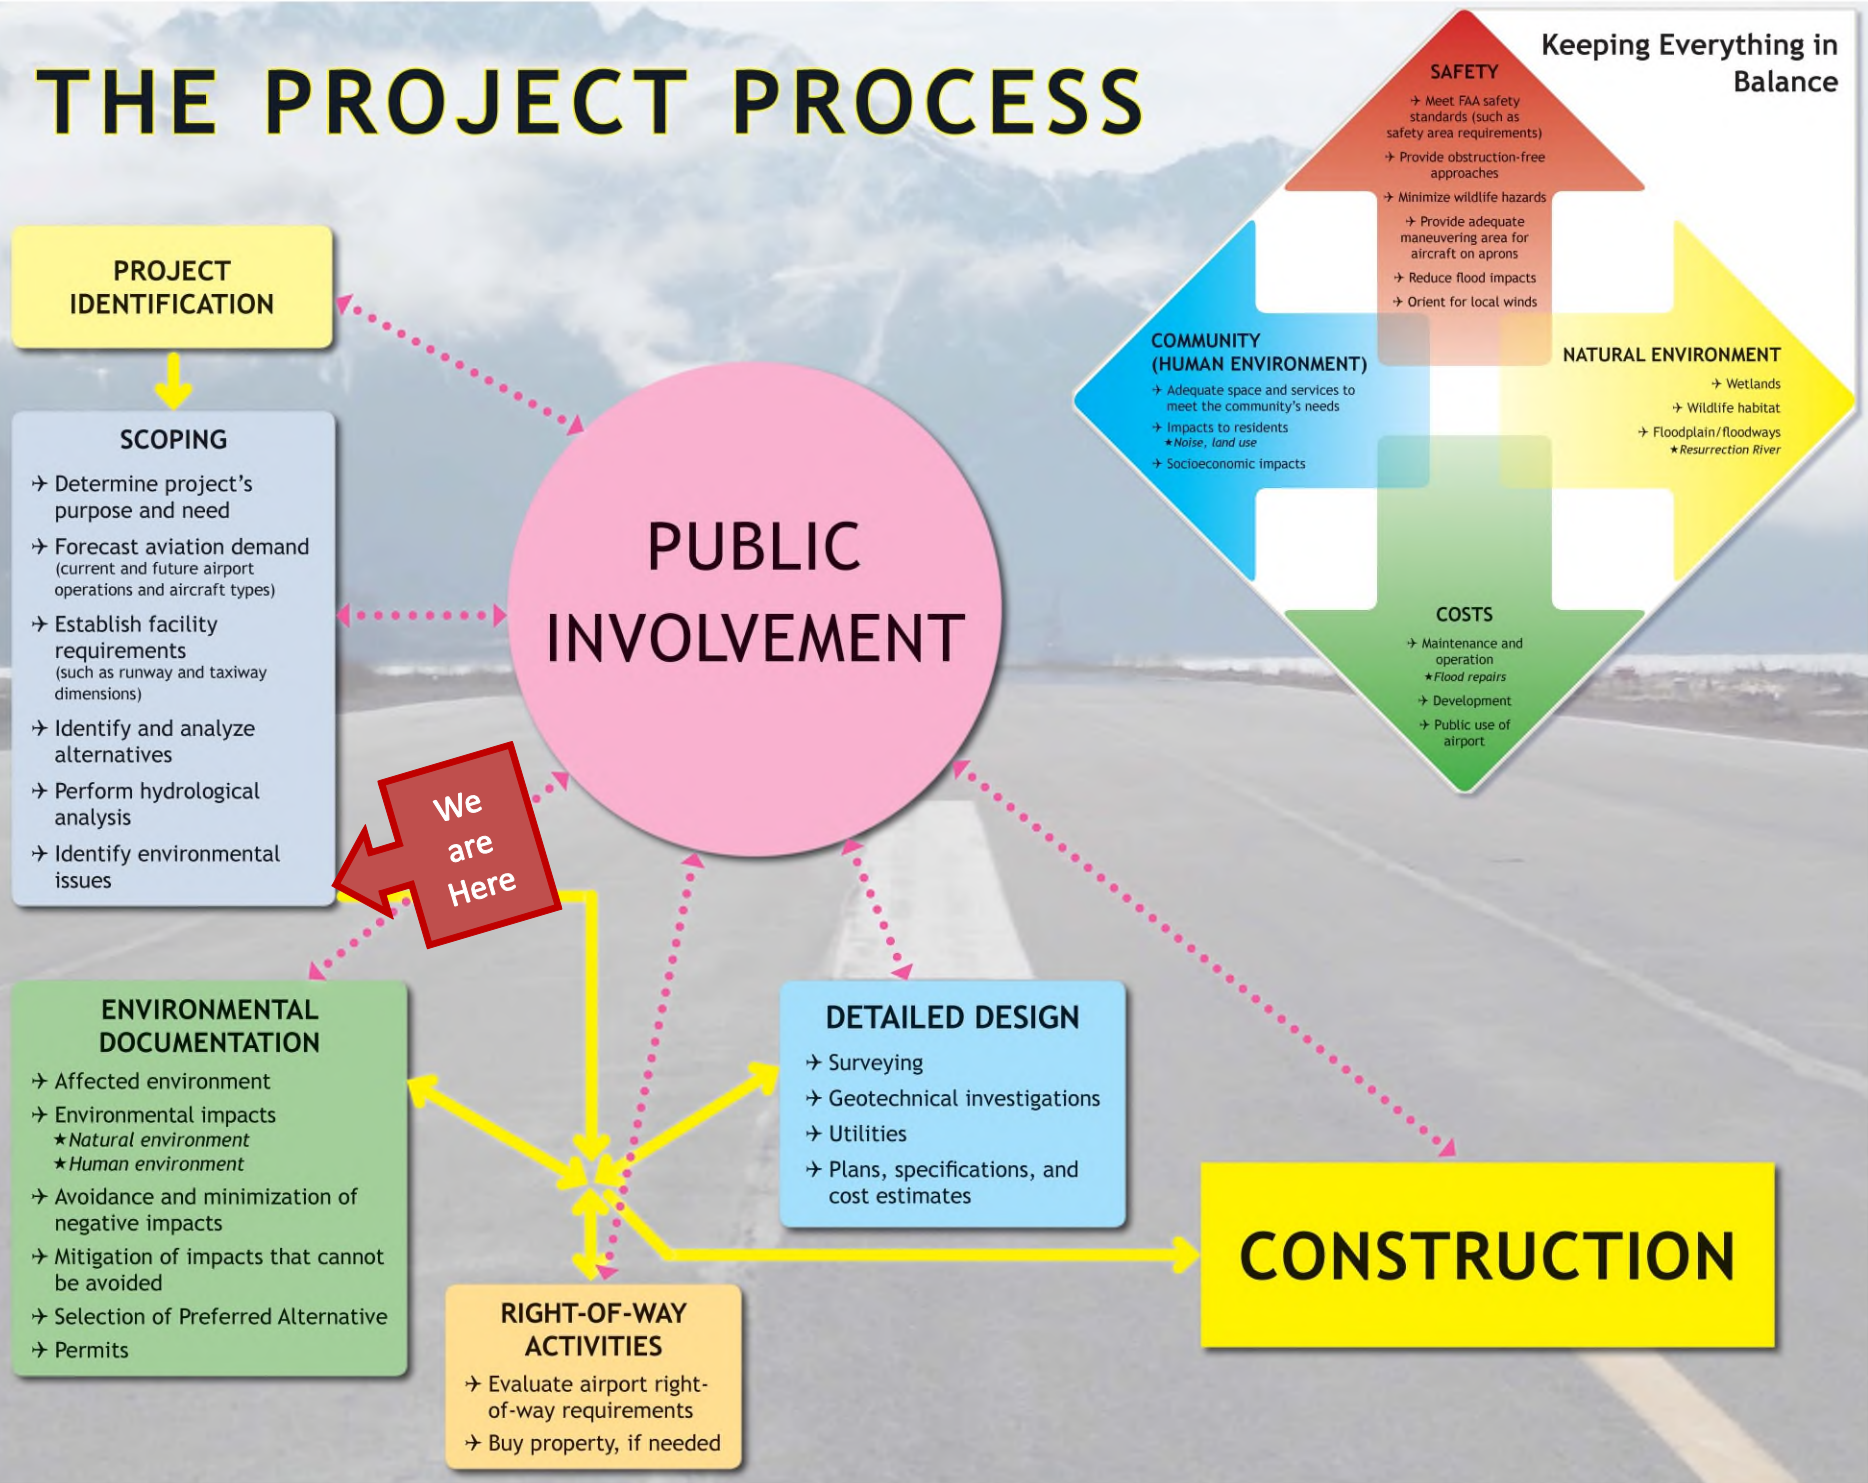 THE PROJECT PROCESS
Keeping Everything in
Balance
SAFETY
✈ Meet FAA safety
standards (such as
safety area requirements)
✈ Provide obstruction-free
approaches
✈ Minimize wildlife hazards
✈ Provide adequate
maneuvering area for
aircraft on aprons
✈ Reduce flood impacts
✈ Orient for local winds
COMMUNITY
(HUMAN ENVIRONMENT)
✈ Adequate space and services to
meet the community's needs
✈ Impacts to residents
★Noise, land use
✈ Socioeconomic impacts
NATURAL ENVIRONMENT
✈ Wetlands
✈ Wildlife habitat
✈ Floodplain/floodways
★Resurrection River
COSTS
✈ Maintenance and
operation
★Flood repairs
✈ Development
✈ Public use of
airport
PROJECT
IDENTIFICATION
SCOPING
✈ Determine project's
purpose and need
✈ Forecast aviation demand
(current and future airport
operations and aircraft types)
✈ Establish facility
requirements
(such as runway and taxiway
dimensions)
✈ Identify and analyze
alternatives
✈ Perform hydrological
analysis
✈ Identify environmental
issues
PUBLIC
INVOLVEMENT
We
are
Here
ENVIRONMENTAL
DOCUMENTATION
✈ Affected environment
✈ Environmental impacts
★Natural environment
★Human environment
✈ Avoidance and minimization of
negative impacts
✈ Mitigation of impacts that cannot
be avoided
✈ Selection of Preferred Alternative
✈ Permits
RIGHT-OF-WAY
ACTIVITIES
✈ Evaluate airport right-
of-way requirements
✈ Buy property, if needed
DETAILED DESIGN
✈ Surveying
✈ Geotechnical investigations
✈ Utilities
✈ Plans, specifications, and
cost estimates
CONSTRUCTION